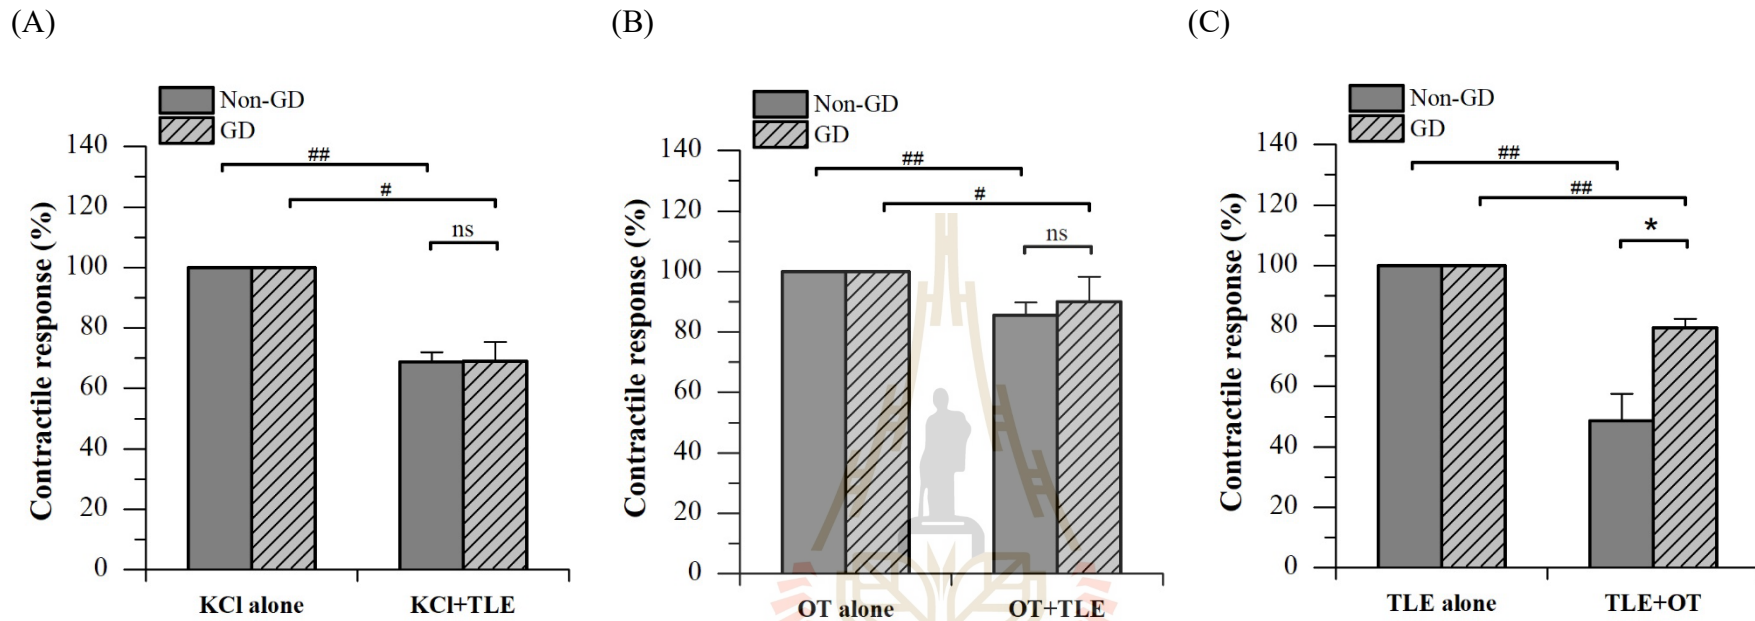 (A)
Non-GD
GD
Contractile response (%)
140
120
100
80
60
40
20
0
##
#
ns
KCl alone
KCl+TLE
(B)
Non-GD
GD
Contractile response (%)
140
120
100
80
60
40
20
0
##
#
ns
OT alone
OT+TLE
(C)
Non-GD
GD
Contractile response (%)
140
120
100
80
60
40
20
0
##
##
*
TLE alone
TLE+OT